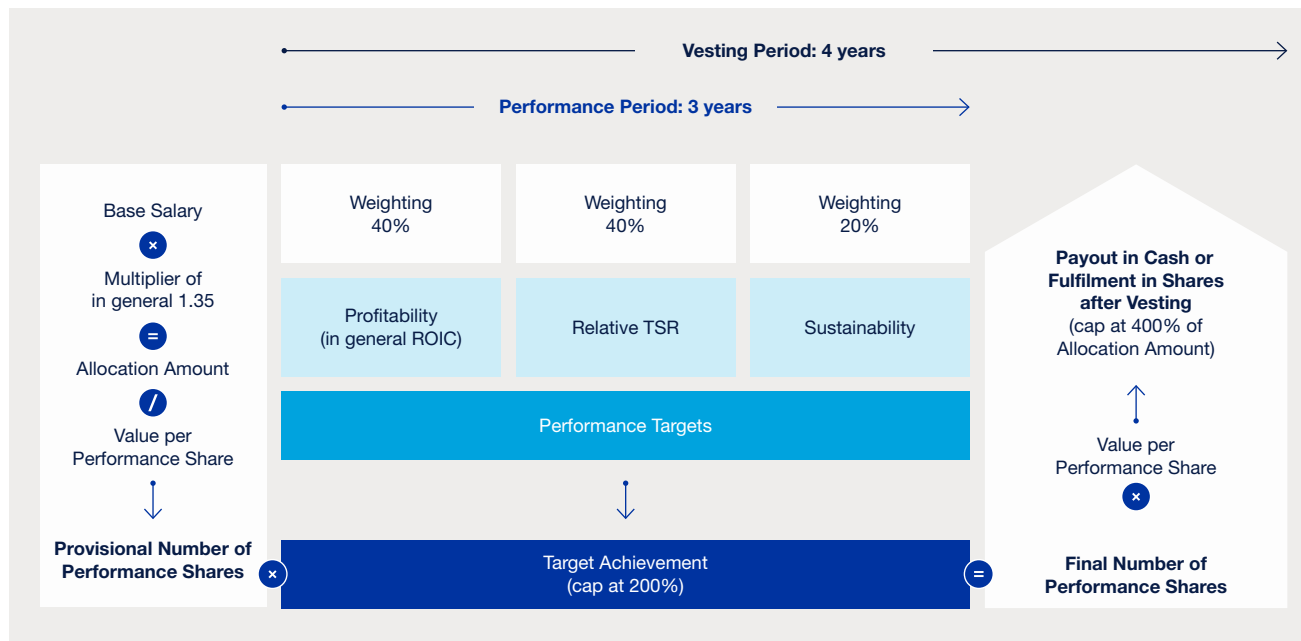 Vesting Period: 4 years
Performance Period: 3 years
Base Salary
×
Multiplier of
in general 1.35
=
Allocation Amount
/
Value per
Performance Share
Provisional Number of
Performance Shares
×
Weighting
40%
Weighting
40%
Weighting
20%
Profitability
(in general ROIC)
Relative TSR
Sustainability
Performance Targets
Target Achievement
(cap at 200%)
=
Payout in Cash or
Fulfilment in Shares
after Vesting
(cap at 400% of
Allocation Amount)
Value per
Performance Share
×
Final Number of
Performance Shares